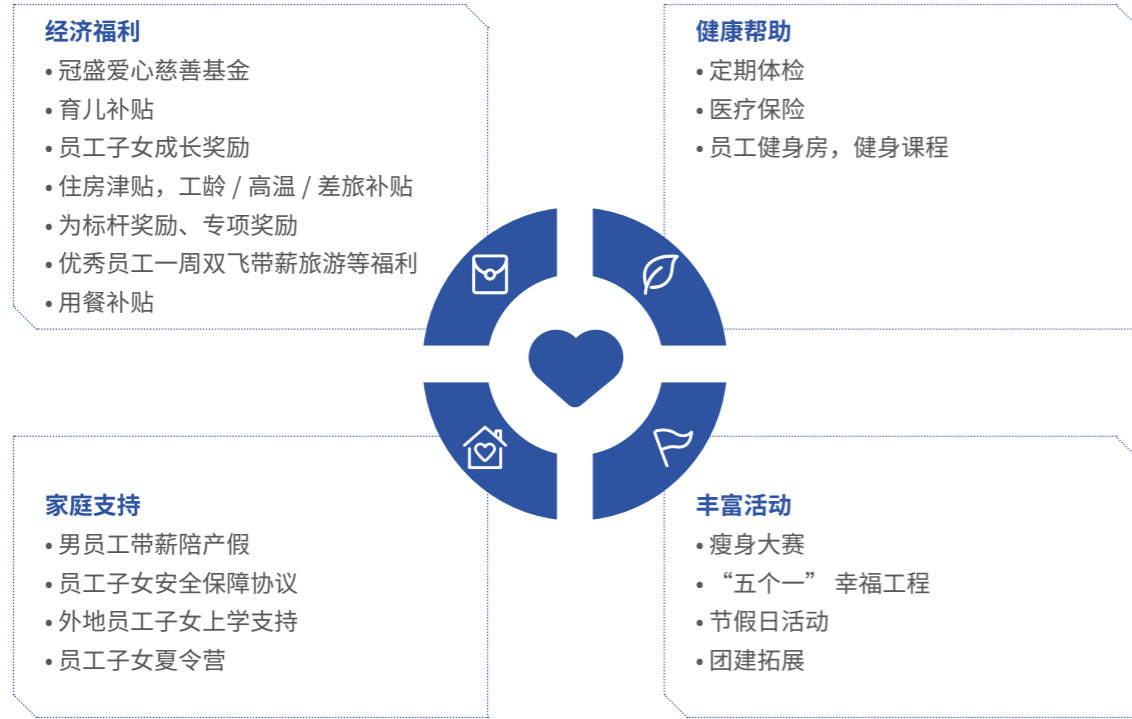 经济福利
• 冠盛爱心慈善基金
• 育儿补贴
• 员工子女成长奖励
• 住房津贴，工龄 / 高温 / 差旅补贴
• 为标杆奖励、专项奖励
• 优秀员工一周双飞带薪旅游等福利
• 用餐补贴
健康帮助
• 定期体检
• 医疗保险
• 员工健身房，健身课程
家庭支持
• 男员工带薪陪产假
• 员工子女安全保障协议
• 外地员工子女上学支持
• 员工子女夏令营
丰富活动
• 瘦身大赛
• “五个一” 幸福工程
• 节假日活动
• 团建拓展